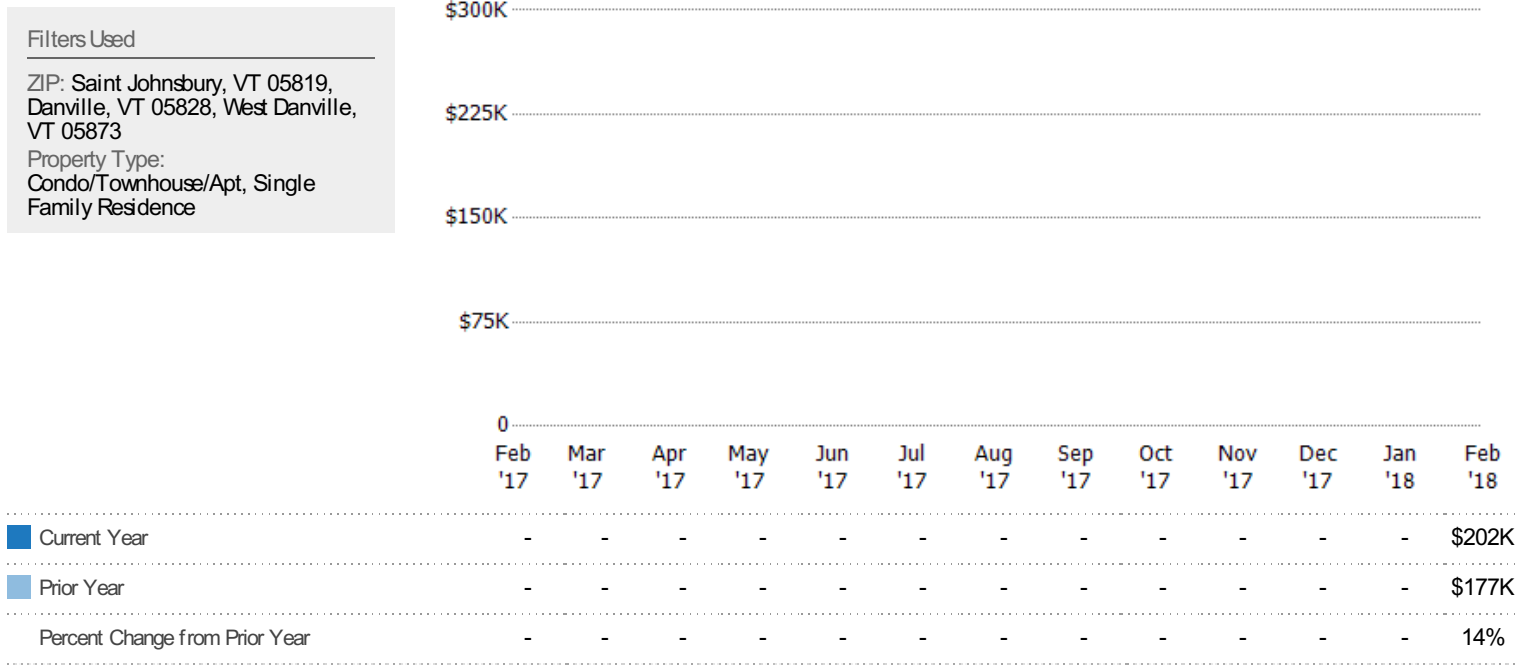 Filters Used
ZIP: Saint Johnsbury, VT 05819,
Danville, VT 05828, West Danville,
VT 05873
Property Type:
Condo/Townhouse/Apt, Single
Family Residence
$300K
$225K
$150K
$75K
0
Feb Mar Apr May Jun Jul Aug Sep Oct Nov Dec Jan Feb
'17 '17 '17 '17 '17 '17 '17 '17 '17 '17 '17 '18 '18
Current Year - - - - - - - - - - - - $202K
Prior Year - - - - - - - - - - - - $177K
Percent Change from Prior Year - - - - - - - - - - - - 14%